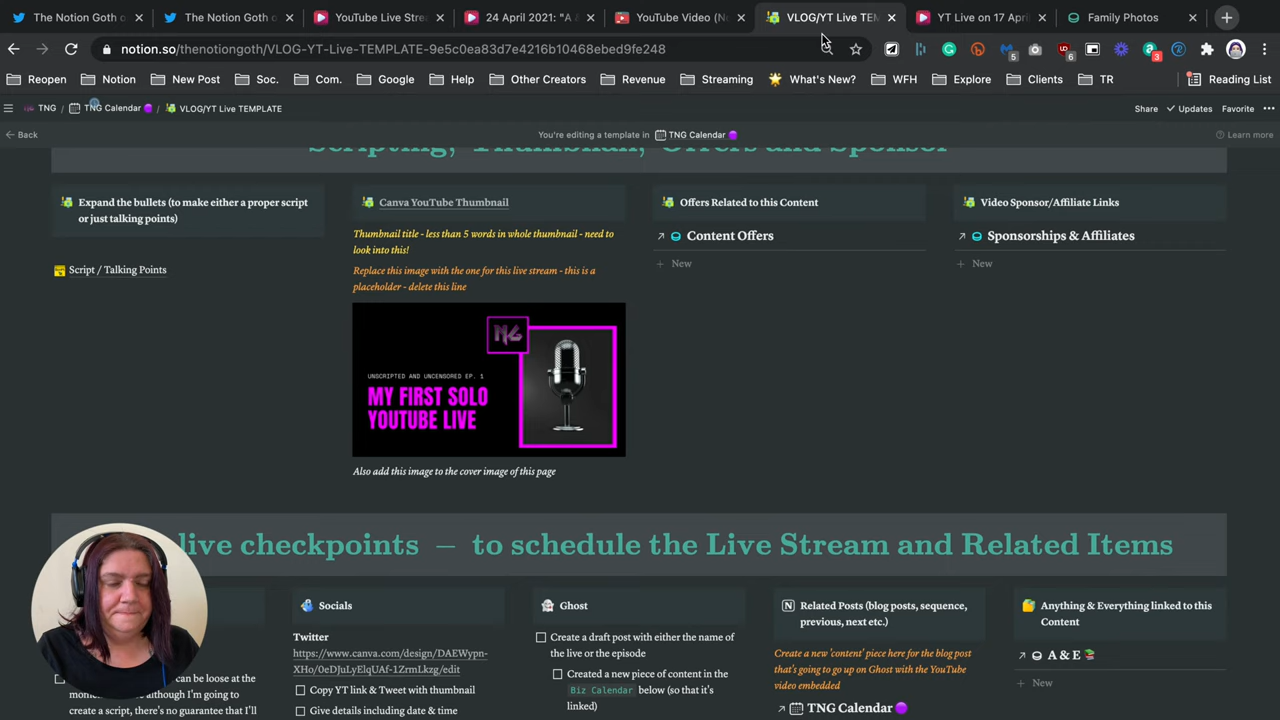 The Notion Goth o
The Notion Goth of
YouTube Live Strea
24 April 2021: "A &
YouTube Video (No
VLOG/YT Live TEM
YT Live on 17 April
Family Photos
notion.so/thenotiongoth/VLOG-YT-Live-TEMPLATE-9e5c0ea83d7e4216b10468ebed9fe248
5
6
3
Reopen
Notion
New Post
Soc.
Com.
Google
Help
Other Creators
Revenue
Streaming
What's New?
WFH
Explore
Clients
TR
Reading List
TNG / TNG Calendar / VLOG/YT Live TEMPLATE
Share
Updates
Favorite
Back
You're editing a template in TNG Calendar
Learn more
Scripting, Thumbnail, Offers and Sponsor
Expand the bullets (to make either a proper script
or just talking points)
Script / Talking Points
Canva YouTube Thumbnail
Thumbnail title - less than 5 words in whole thumbnail - need to
look into this!
Replace this image with the one for this live stream - this is a
placeholder - delete this line
NG
UNSCRIPTED AND UNCENSORED EP. 1
MY FIRST SOLO
YOUTUBE LIVE
Also add this image to the cover image of this page
Offers Related to this Content
Content Offers
New
Video Sponsor/Affiliate Links
Sponsorships & Affiliates
New
live checkpoints – to schedule the Live Stream and Related Items
can be loose at the
although I'm going to
create a script, there's no guarantee that I'll
Socials
Twitter
https://www.canva.com/design/DAEWypn-
XHo/0eDJuLyElqUAf-1ZrmLkzg/edit
Copy YT link & Tweet with thumbnail
Give details including date & time
Ghost
Create a draft post with either the name of
the live or the episode
Created a new piece of content in the
Biz Calendar below (so that it's
linked)
Related Posts (blog posts, sequence,
previous, next etc.)
Create a new 'content' piece here for the blog post
that's going to go up on Ghost with the YouTube
video embedded
TNG Calendar
Anything & Everything linked to this
Content
A & E
New